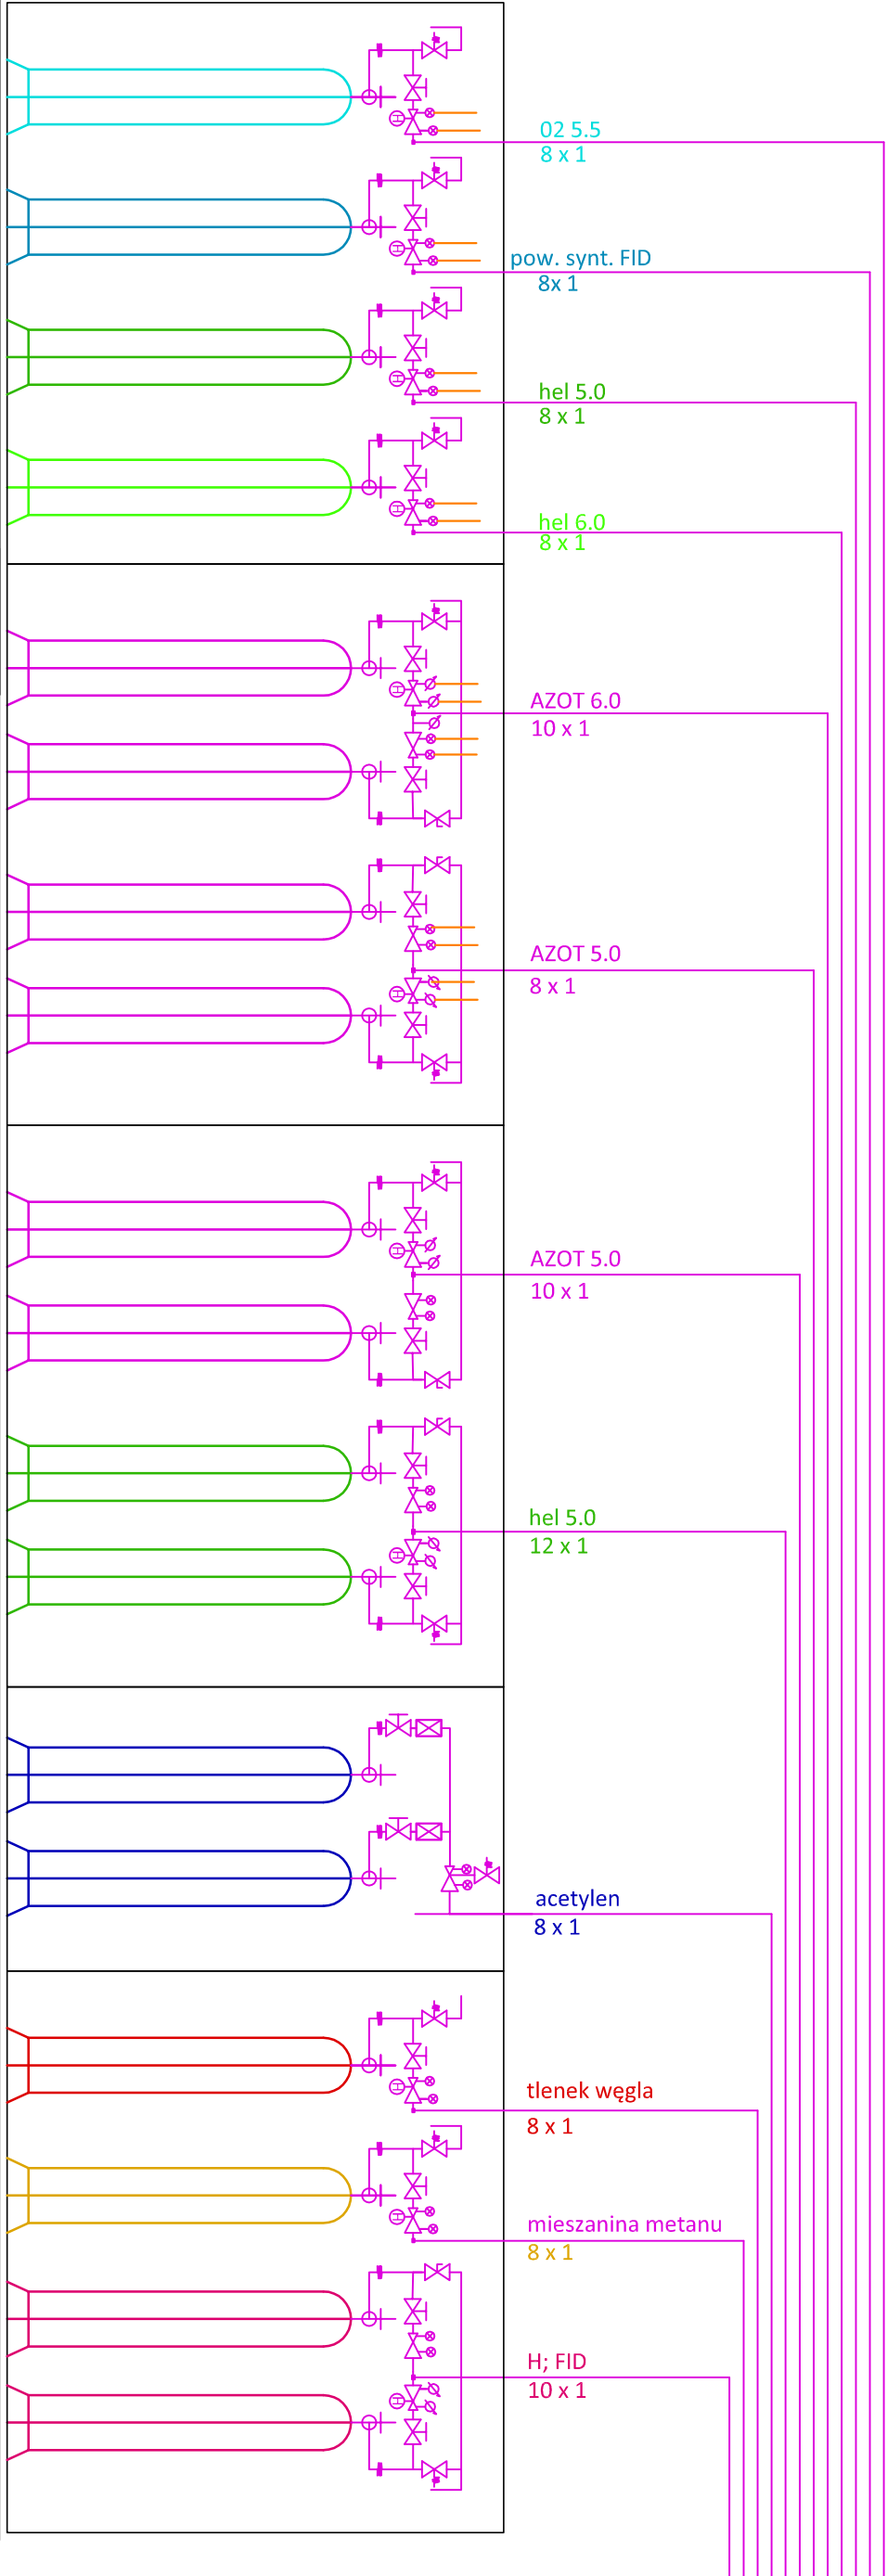 02 5.5
8 x 1
pow. synt. FID
8x 1
hel 5.0
8 x 1
hel 6.0
8 x 1
AZOT 6.0
10 x 1
AZOT 5.0
8 x 1
AZOT 5.0
10 x 1
hel 5.0
12 x 1
acetylen
8 x 1
tlenek węgla
8 x 1
mieszanina metanu
8 x 1
H; FID
10 x 1